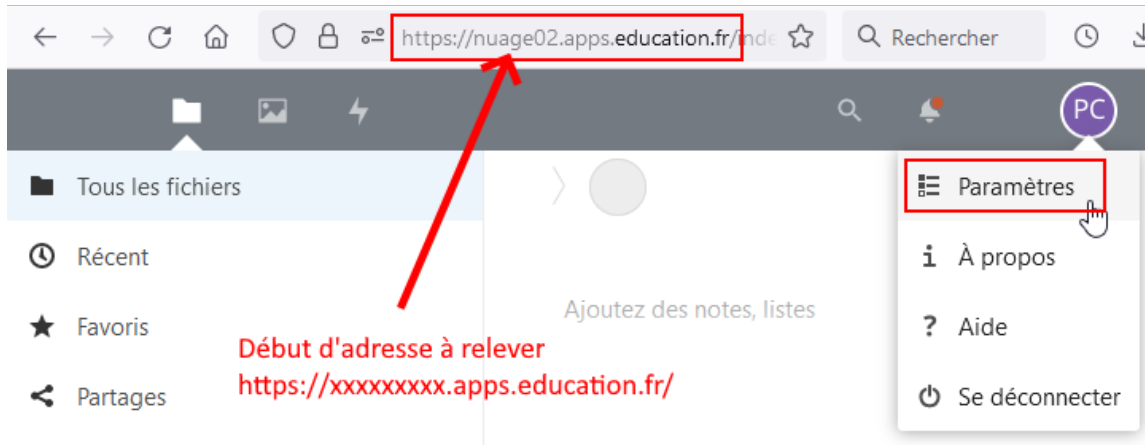 https://nuage02.apps.education.fr/inde
Rechercher
PC
Tous les fichiers
Paramètres
Récent
i À propos
Ajoutez des notes, listes
Favoris
? Aide
Début d'adresse à relever
https://xxxxxxxxx.apps.education.fr/
Partages
Se déconnecter